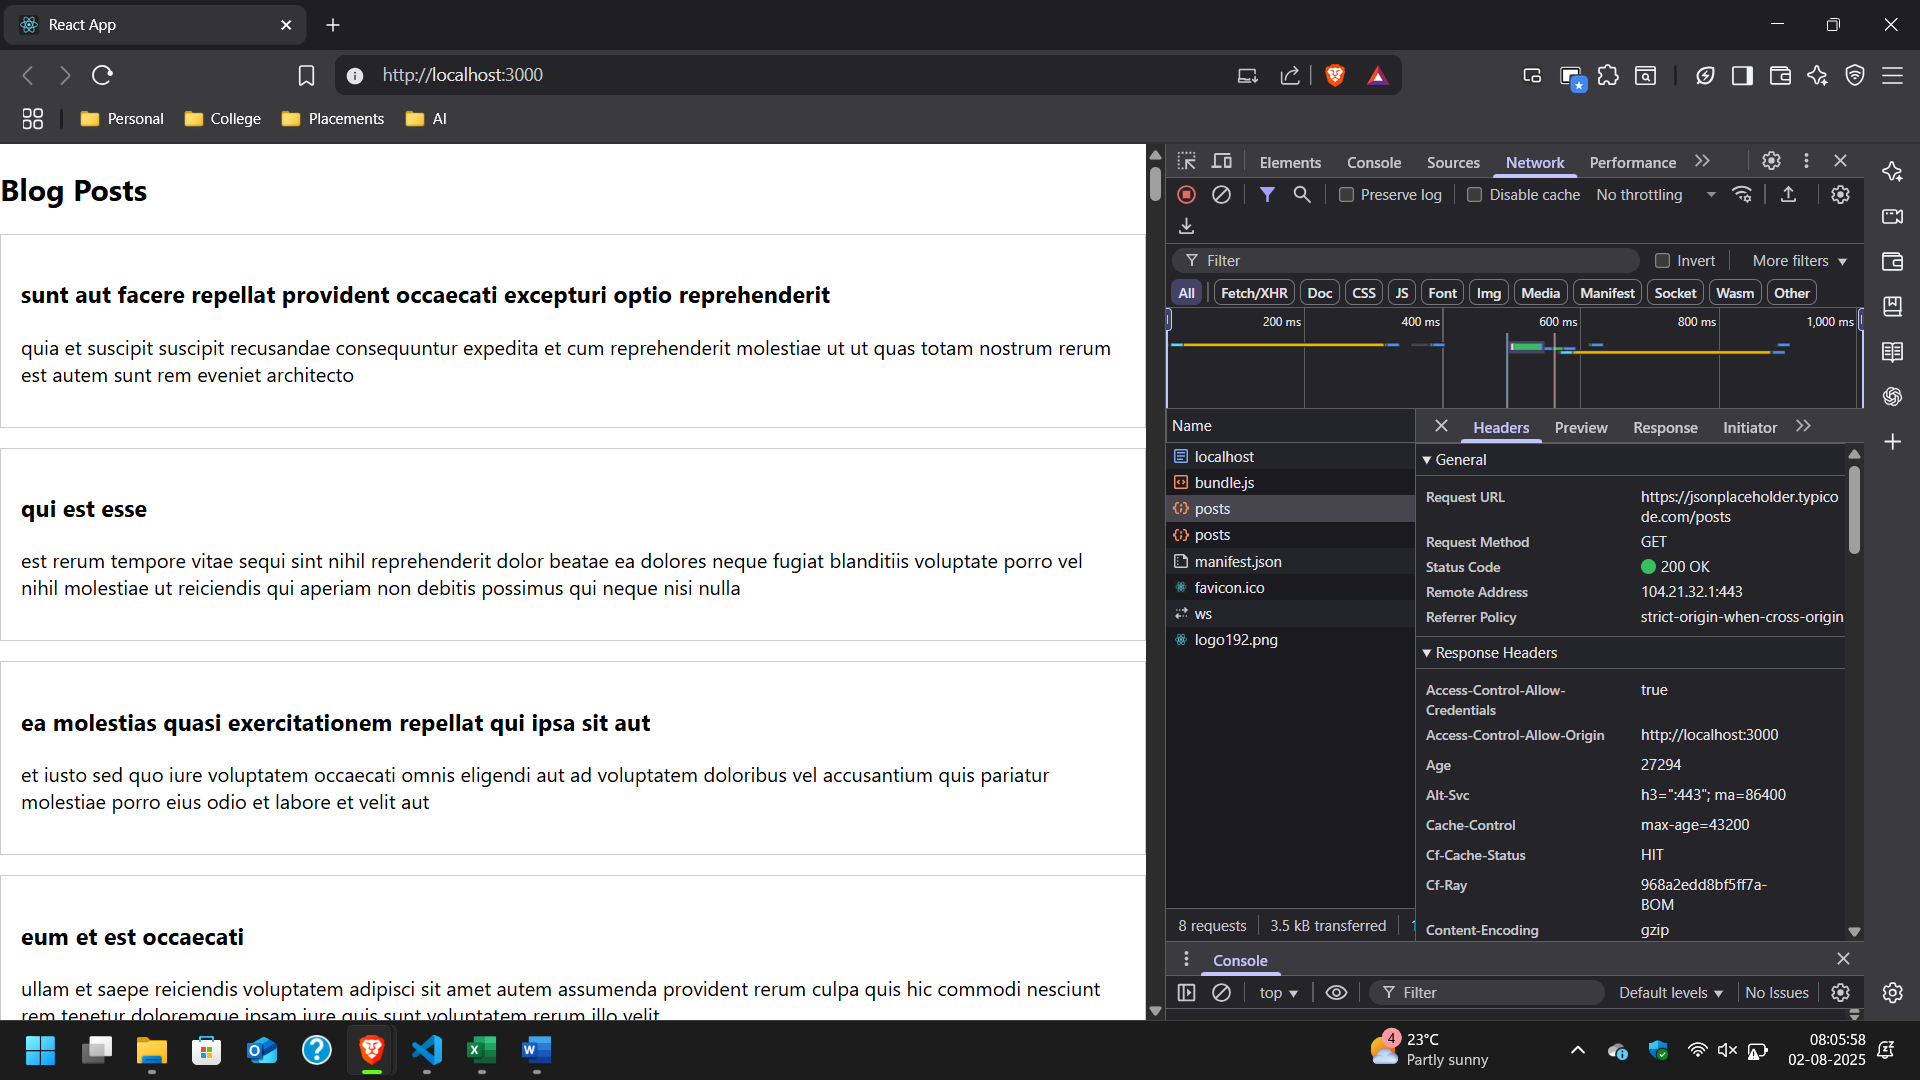 React App
http://localhost:3000
Personal
College
Placements
AI
Blog Posts
sunt aut facere repellat provident occaecati excepturi optio reprehenderit
quia et suscipit suscipit recusandae consequuntur expedita et cum reprehenderit molestiae ut ut quas totam nostrum rerum
est autem sunt rem eveniet architecto
qui est esse
est rerum tempore vitae sequi sint nihil reprehenderit dolor beatae ea dolores neque fugiat blanditiis voluptate porro vel
nihil molestiae ut reiciendis qui aperiam non debitis possimus qui neque nisi nulla
ea molestias quasi exercitationem repellat qui ipsa sit aut
et iusto sed quo iure voluptatem occaecati omnis eligendi aut ad voluptatem doloribus vel accusantium quis pariatur
molestiae porro eius odio et labore et velit aut
eum et est occaecati
ullam et saepe reiciendis voluptatem adipisci sit amet autem assumenda provident rerum culpa quis hic commodi nesciunt
rem tenetur doloremque ipsam iure quis sunt voluptatem rerum illo velit
Elements Console Sources Network Performance
Preserve log Disable cache No throttling
Filter Invert More filters
All Fetch/XHR Doc CSS JS Font Img Media Manifest Socket Wasm Other
200 ms 400 ms 600 ms 800 ms 1,000 ms
Name
localhost
bundle.js
posts
posts
manifest.json
favicon.ico
ws
logo192.png
8 requests 3.5 kB transferred
Headers Preview Response Initiator
General
Request URL https://jsonplaceholder.typico
de.com/posts
Request Method GET
Status Code 200 OK
Remote Address 104.21.32.1:443
Referrer Policy strict-origin-when-cross-origin
Response Headers
Access-Control-Allow- true
Credentials
Access-Control-Allow-Origin http://localhost:3000
Age 27294
Alt-Svc h3=":443"; ma=86400
Cache-Control max-age=43200
Cf-Cache-Status HIT
Cf-Ray 968a2edd8bf5ff7a-
BOM
Content-Encoding gzip
Console
top Filter Default levels No Issues
4
23°C
Partly sunny
08:05:58
02-08-2025